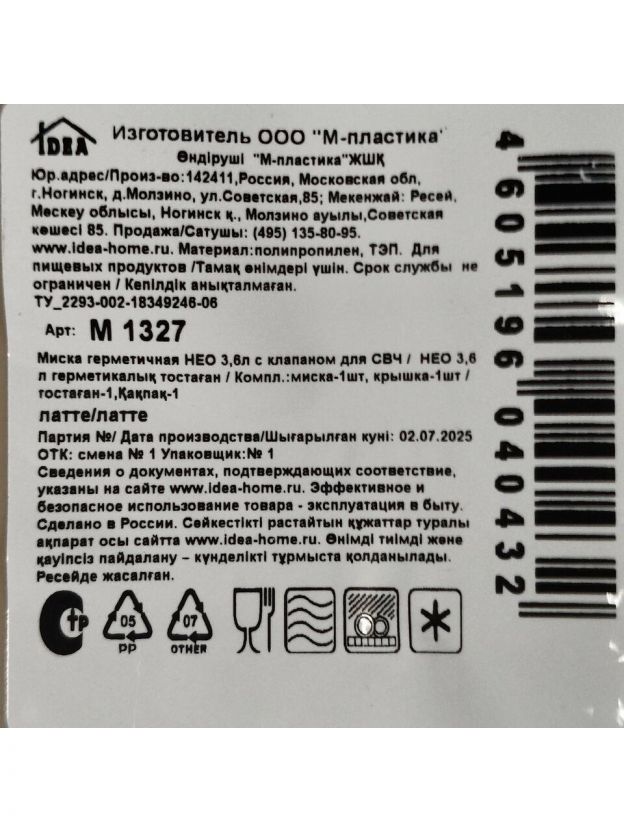 IDEA
Изготовитель ООО "М-пластика"
Өндіруші "М-пластика"ЖШҚ
Юр.адрес/Произ-во:142411,Россия, Московская обл,
г.Ногинск, д.Молзино, ул.Советская,85; Мекенжай: Ресей,
Мәскеу облысы, Ногинск қ., Молзино ауылы,Советская
көшесі 85. Продажа/Сатушы: (495) 135-80-95.
www.idea-home.ru. Материал:полипропилен, ТЭП. Для
пищевых продуктов /Тамақ өнімдері үшін. Срок службы не
ограничен / Кепілдік анықталмаған.
ТУ_2293-002-18349246-06
Арт: М 1327
Миска герметичная НЕО 3,6л с клапаном для СВЧ / НЕО 3,6
л герметикалық тостаған / Компл.:миска-1шт, крышка-1шт /
тостаған-1,Қақпақ-1
латте/латте
Партия №/ Дата производства/Шығарылған күні: 02.07.2025
ОТК: смена № 1 Упаковщик:№ 1
Сведения о документах, подтверждающих соответствие,
указаны на сайте www.idea-home.ru. Эффективное и
безопасное использование товара - эксплуатация в быту.
Сделано в России. Сәйкестікті растайтын құжаттар туралы
ақпарат осы сайтта www.idea-home.ru. Өнімді тиімді және
қауіпсіз пайдалану – күнделікті тұрмыста қолданылады.
Ресейде жасалған.
СТР
05
PP
07
OTHER
4605196040432